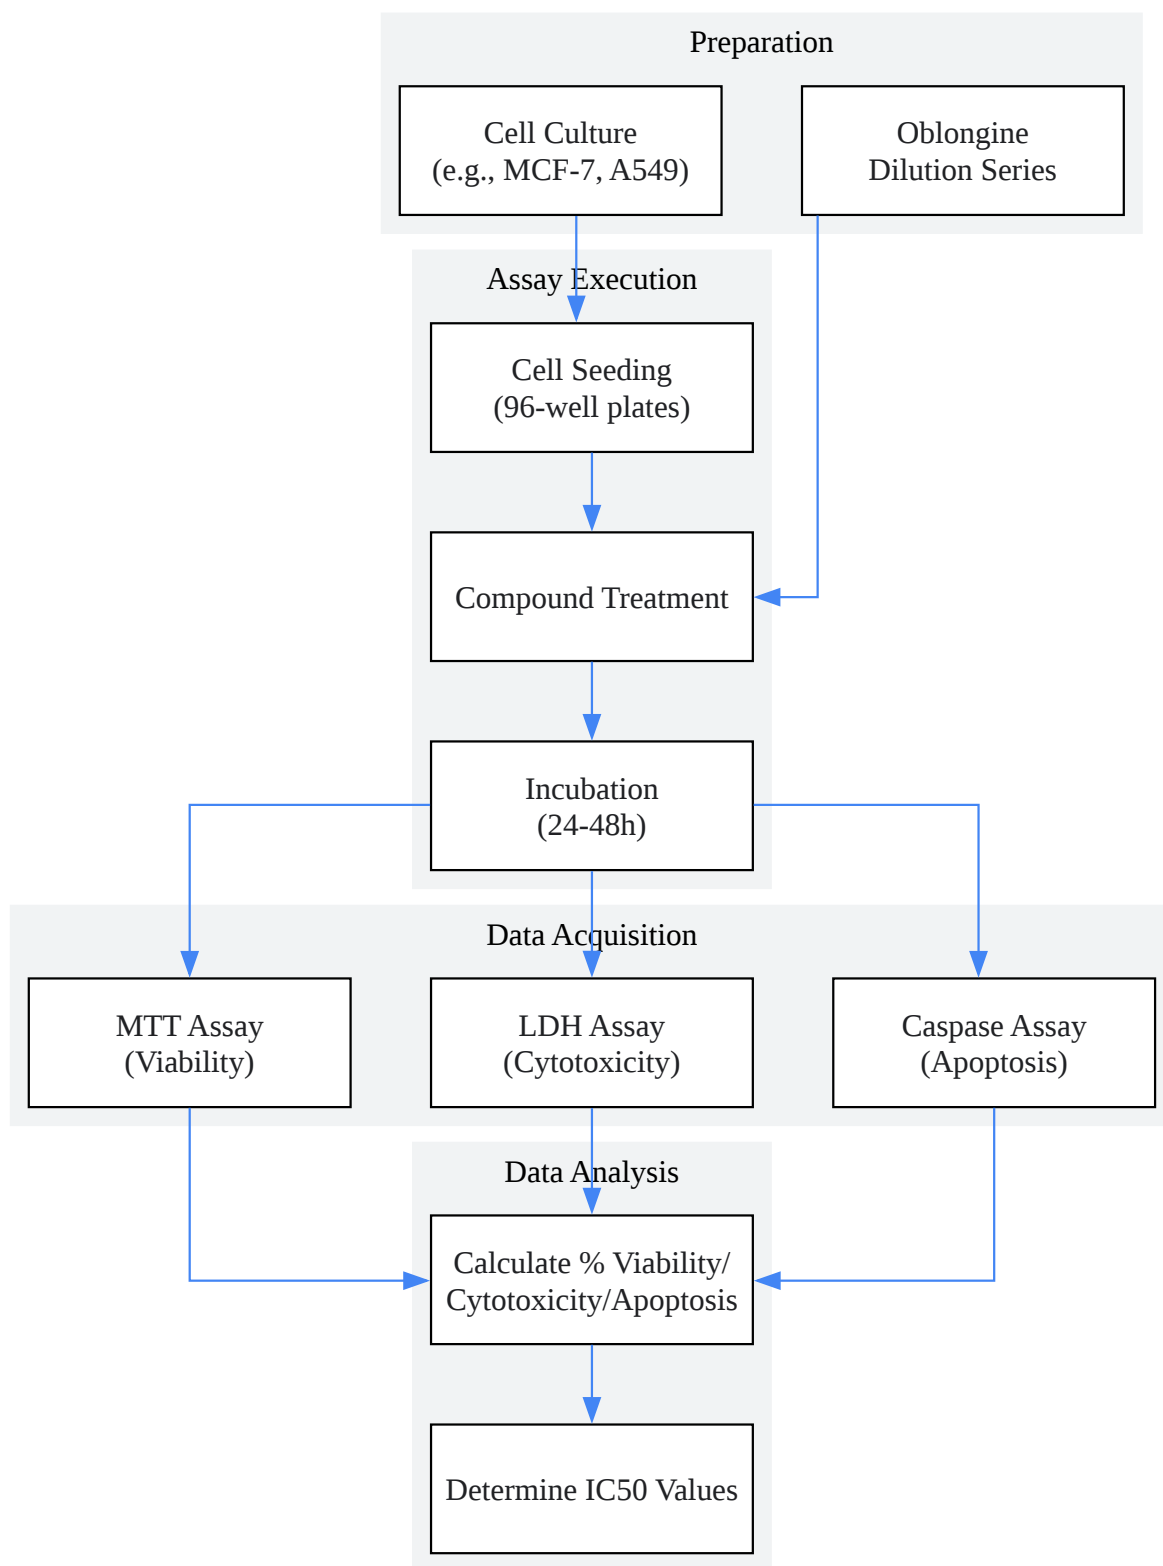 Preparation
Cell Culture
(e.g., MCF-7, A549)
Oblongine
Dilution Series
Assay Execution
Cell Seeding
(96-well plates)
Compound Treatment
Incubation
(24-48h)
Data Acquisition
MTT Assay
(Viability)
LDH Assay
(Cytotoxicity)
Caspase Assay
(Apoptosis)
Data Analysis
Calculate % Viability/
Cytotoxicity/Apoptosis
Determine IC50 Values